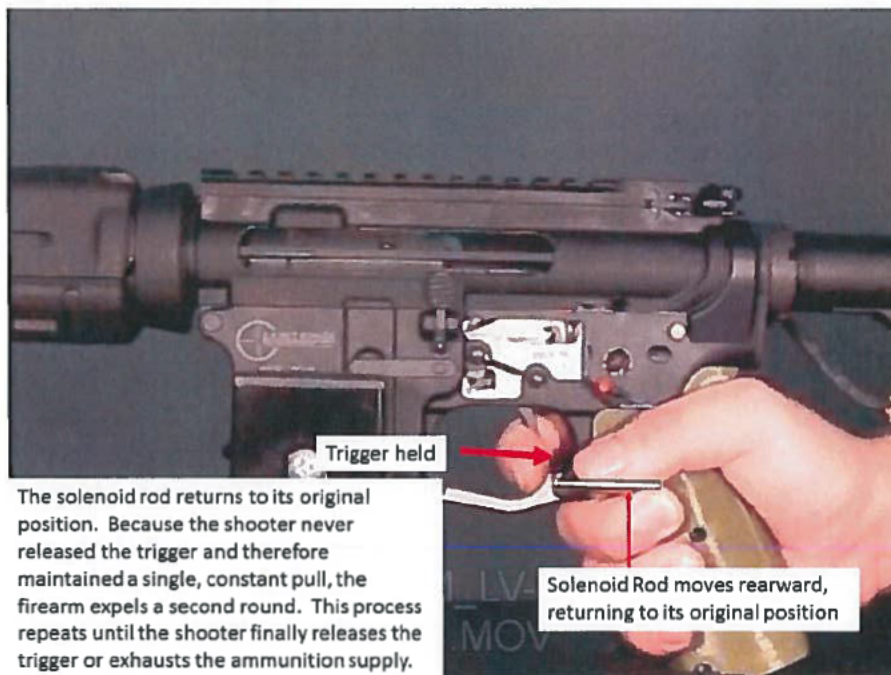 Trigger held
The solenoid rod returns to its original
position. Because the shooter never
released the trigger and therefore
maintained a single, constant pull, the
firearm expels a second round. This process
repeats until the shooter finally releases the
trigger or exhausts the ammunition supply.
_LV-
Solenoid Rod moves rearward,
returning to its original position
.MOV